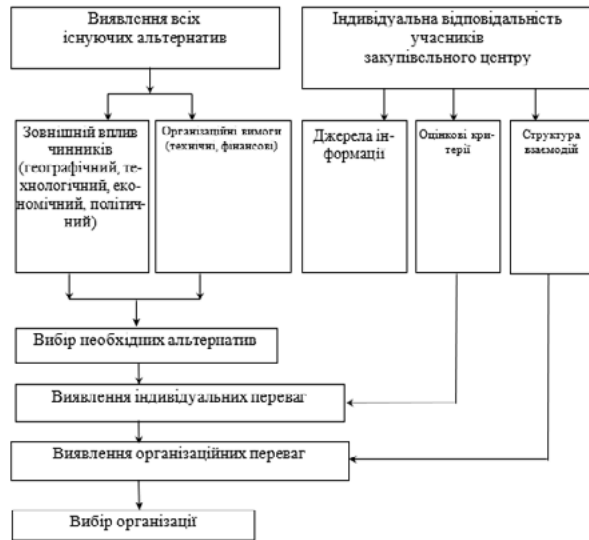 Виявлення всіх
існуючих альтернатив
Індивідуальна відповідальність
учасників
закупівельного центру
Зовнішній вплив
чинників
(географічний, те-
хнологічний, еко-
номічний, політич-
ний)
Організаційні вимоги
(технічні, фінансові)
Джерела ін-
формації
Оцінкові кри-
терії
Структура
взаємодій
Вибір необхідних альтернатив
Виявлення індивідуальних переваг
Виявлення організаційних переваг
Вибір організації